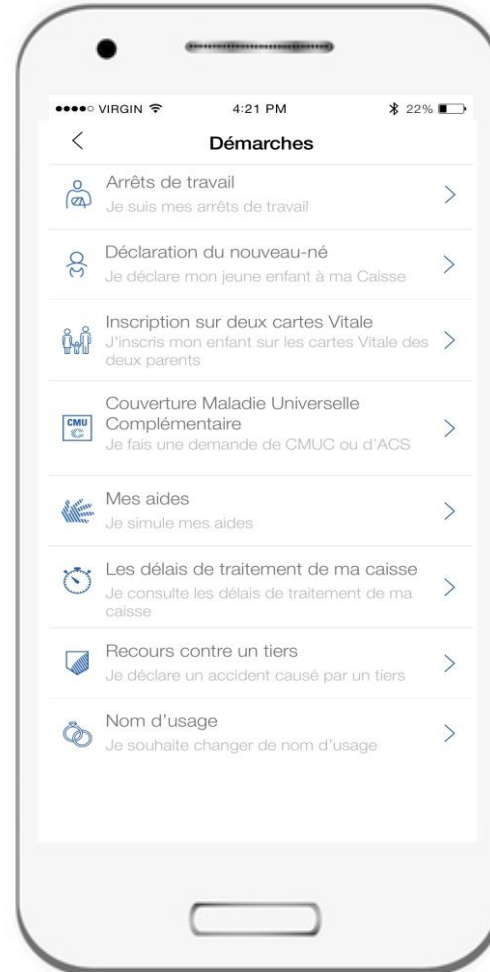 VIRGIN 4:21 PM 22%
Démarches
Arrêts de travail
Je suis mes arrêts de travail
Déclaration du nouveau-né
Je déclare mon jeune enfant à ma Caisse
Inscription sur deux cartes Vitale
J'inscris mon enfant sur les cartes Vitale des
deux parents
Couverture Maladie Universelle
Complémentaire
CMU
Je fais une demande de CMUC ou d'ACS
Mes aides
Je simule mes aides
Les délais de traitement de ma caisse
Je consulte les délais de traitement de ma
caisse
Recours contre un tiers
Je déclare un accident causé par un tiers
Nom d'usage
Je souhaite changer de nom d'usage